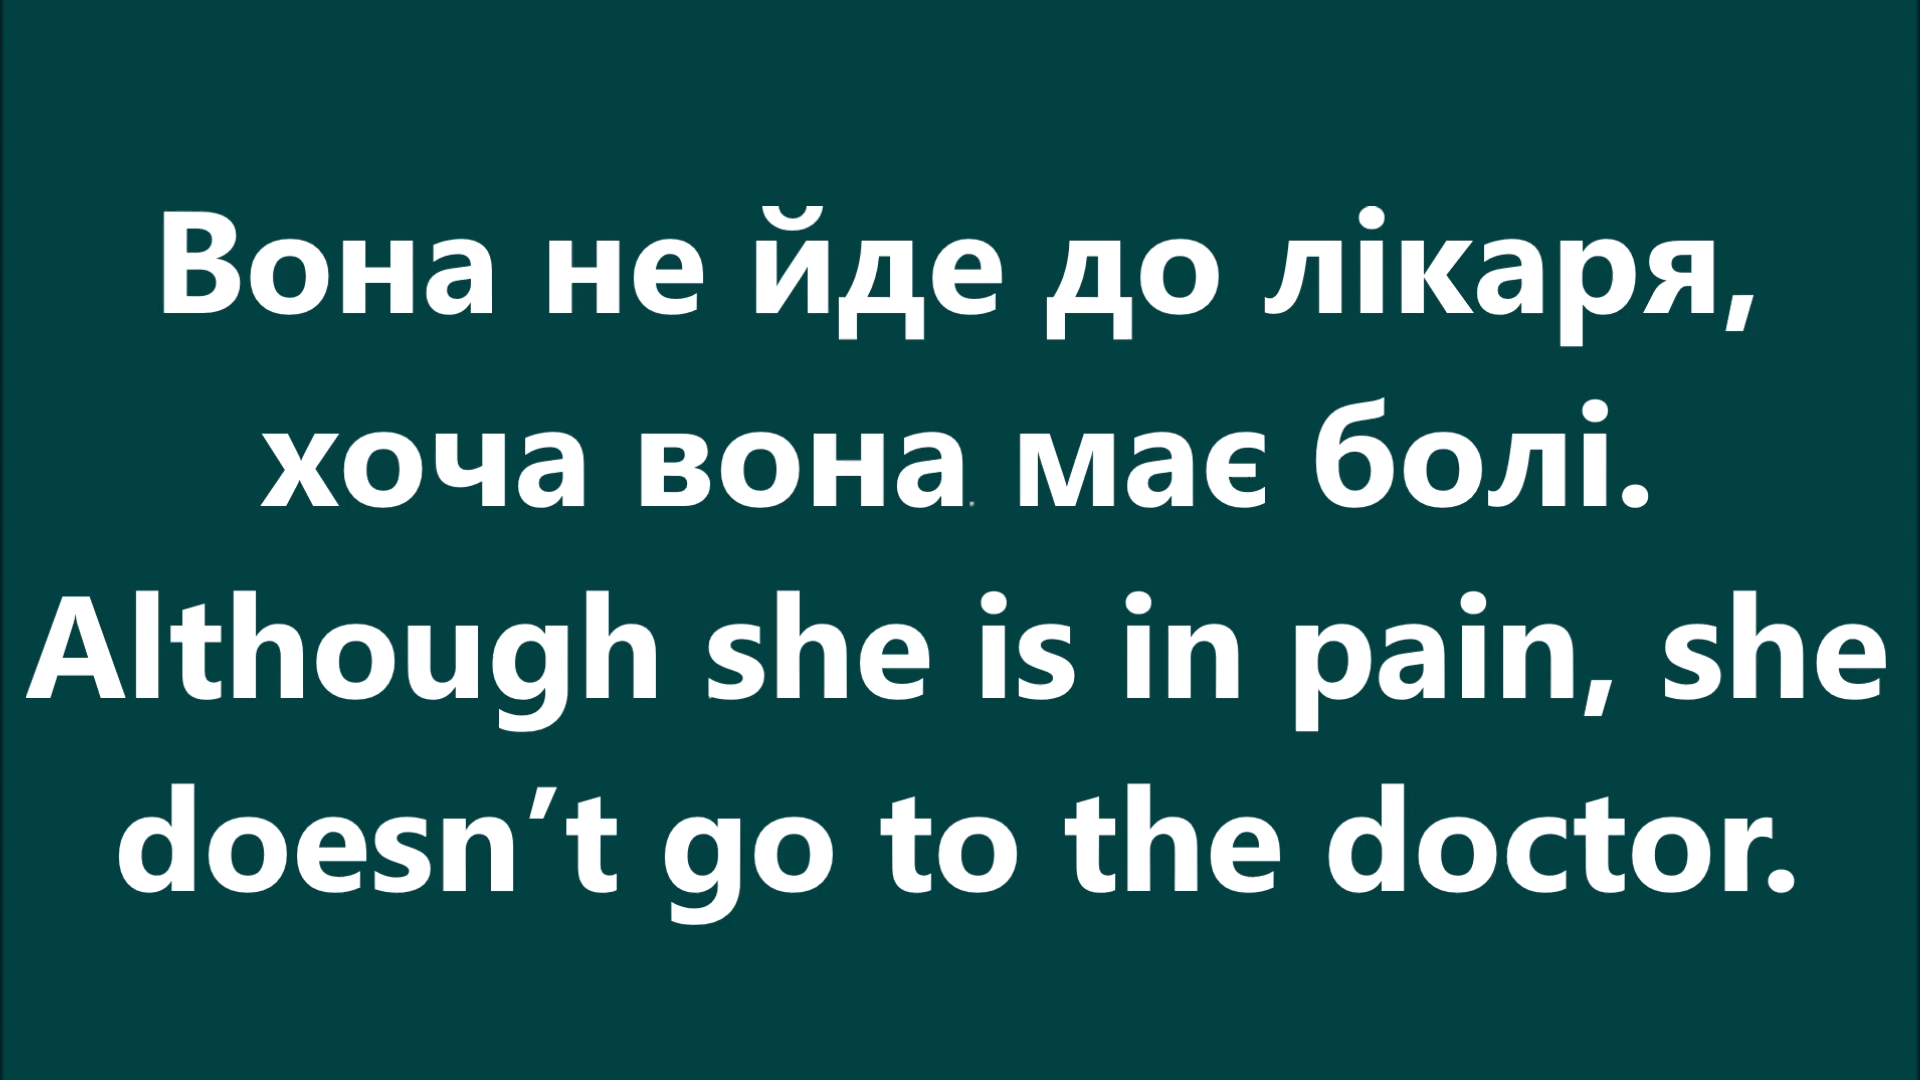 Вона не йде до лікаря,
хоча вона має болі.
Although she is in pain, she
doesn’t go to the doctor.